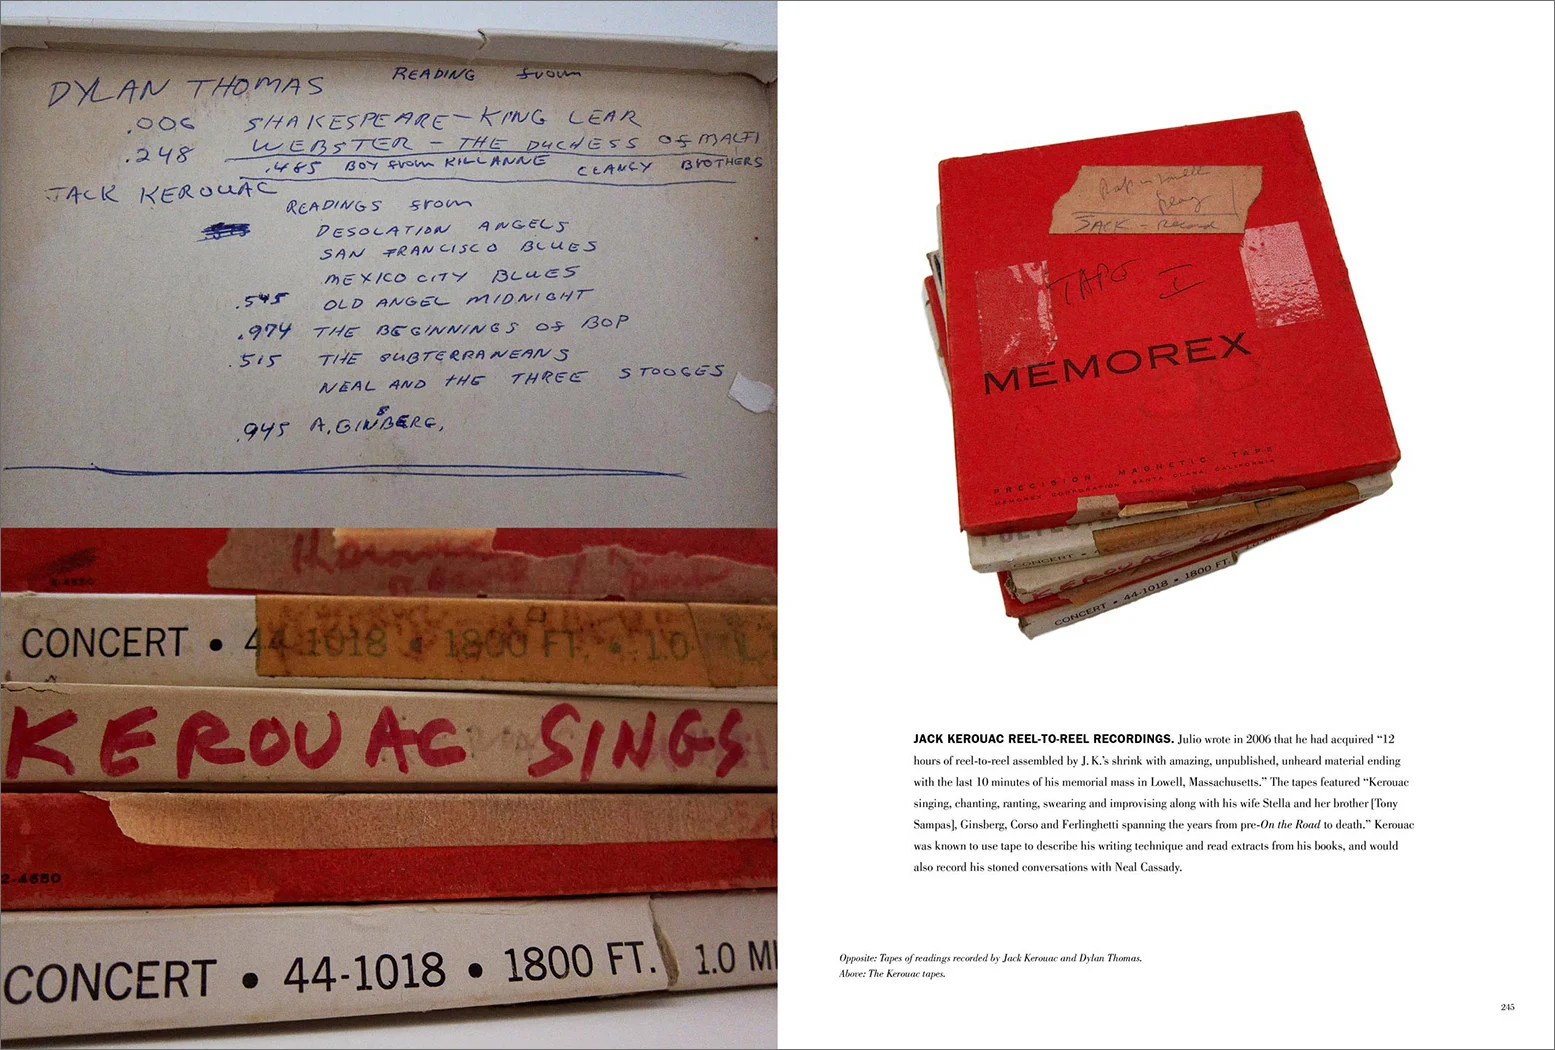 DYLAN THOMAS READING from
.006 SHAKESPEARE — KING LEAR
.248 WEBSTER — THE DUCHESS OF MALFI
.485 BOY from KILLANNE CLANCY BROTHERS
JACK KEROUAC
READINGS from
DESOLATION ANGELS
SAN FRANCISCO BLUES
MEXICO CITY BLUES
.545 OLD ANGEL MIDNIGHT
.974 THE BEGINNINGS OF BOP
.515 THE SUBTERRANEANS
NEAL AND tHE THREE STOOGES
.945 A. GINSBERG.
CONCERT • 44-1018 • 1800 FT. • 1.0 MIL
KEROUAC SINGS
2-4650
CONCERT • 44-1018 • 1800 FT. 1.0 MI
JACK - Record
TAPE I
MEMOREX
PRECISION MAGNETIC TAPE
MEMOREX CORPORATION SANTA CLARA, CALIFORNIA
CONCERT
KEROUAC SI
CONCERT • 44-1018 • 1800 FT.
JACK KEROUAC REEL-TO-REEL RECORDINGS. Julio wrote in 2006 that he had acquired “12
hours of reel-to-reel assembled by J. K.’s shrink with amazing, unpublished, unheard material ending
with the last 10 minutes of his memorial mass in Lowell, Massachusetts.” The tapes featured “Kerouac
singing, chanting, ranting, swearing and improvising along with his wife Stella and her brother [Tony
Sampas], Ginsberg, Corso and Ferlinghetti spanning the years from pre-On the Road to death.” Kerouac
was known to use tape to describe his writing technique and read extracts from his books, and would
also record his stoned conversations with Neal Cassady.
Opposite: Tapes of readings recorded by Jack Kerouac and Dylan Thomas.
Above: The Kerouac tapes.
245